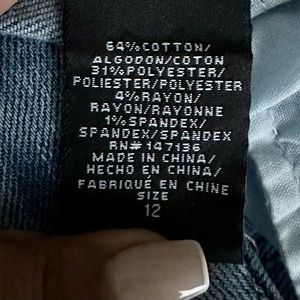 64%COTTON/
ALGODON/COTON
31%POLYESTER/
POLIESTER/POLYESTER
4%RAYON/
RAYON/RAYONNE
1%SPANDEX/
SPANDEX/SPANDEX
RN#147136
MADE IN CHINA/
HECHO EN CHINA/
FABRIQUÉ EN CHINE
SIZE
12